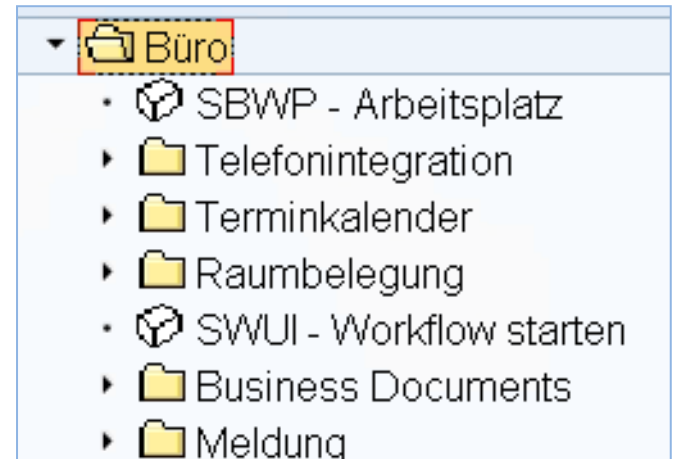 Büro
SBWP - Arbeitsplatz
Telefonintegration
Terminkalender
Raumbelegung
SWUI - Workflow starten
Business Documents
Meldung